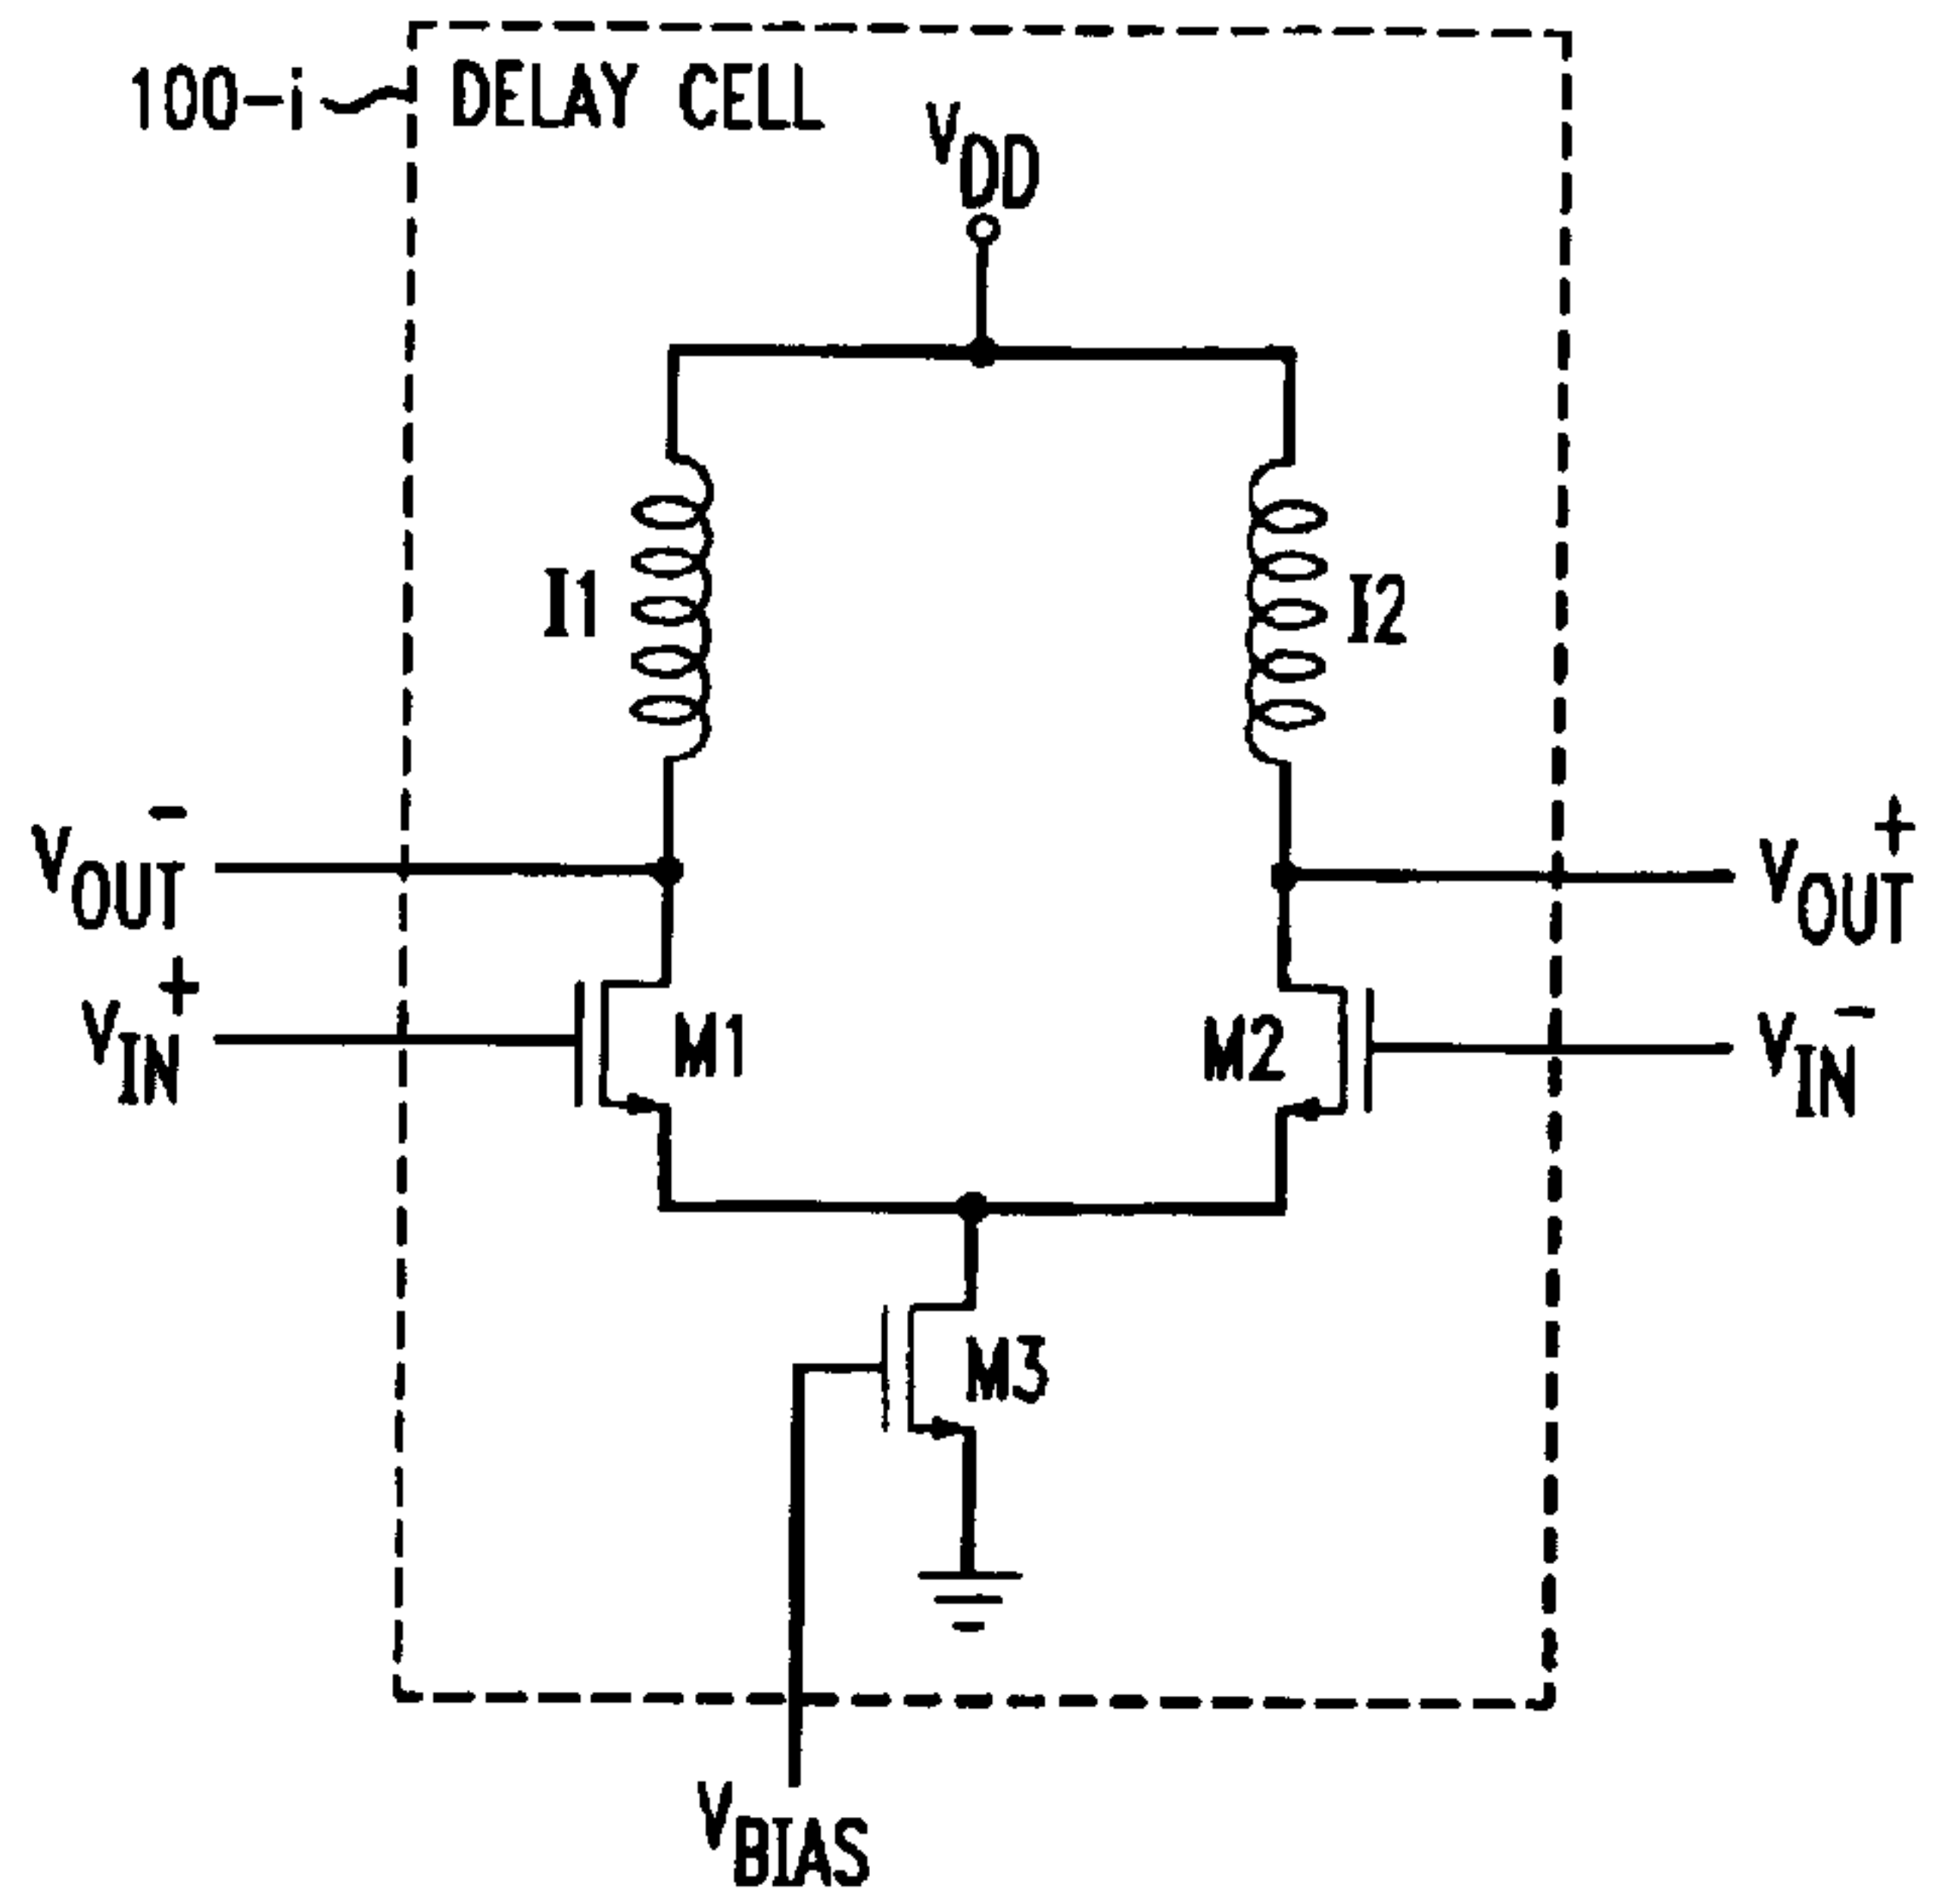 100-i
DELAY CELL
VDD
I1
I2
VOUT -
VOUT +
VIN +
M1
M2
VIN -
M3
VBIAS